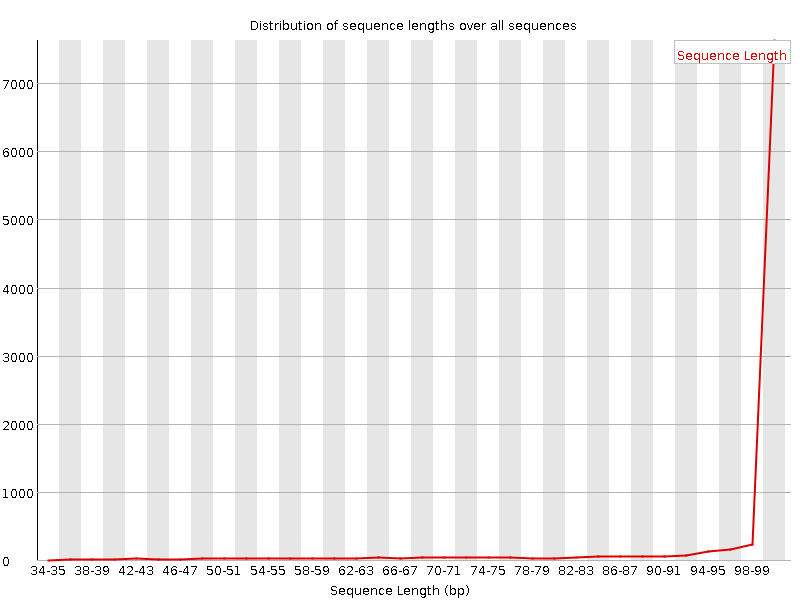 Distribution of sequence lengths over all sequences
Sequence Length
7000
6000
5000
4000
3000
2000
1000
0
34-35 38-39 42-43 46-47 50-51 54-55 58-59 62-63 66-67 70-71 74-75 78-79 82-83 86-87 90-91 94-95 98-99
Sequence Length (bp)